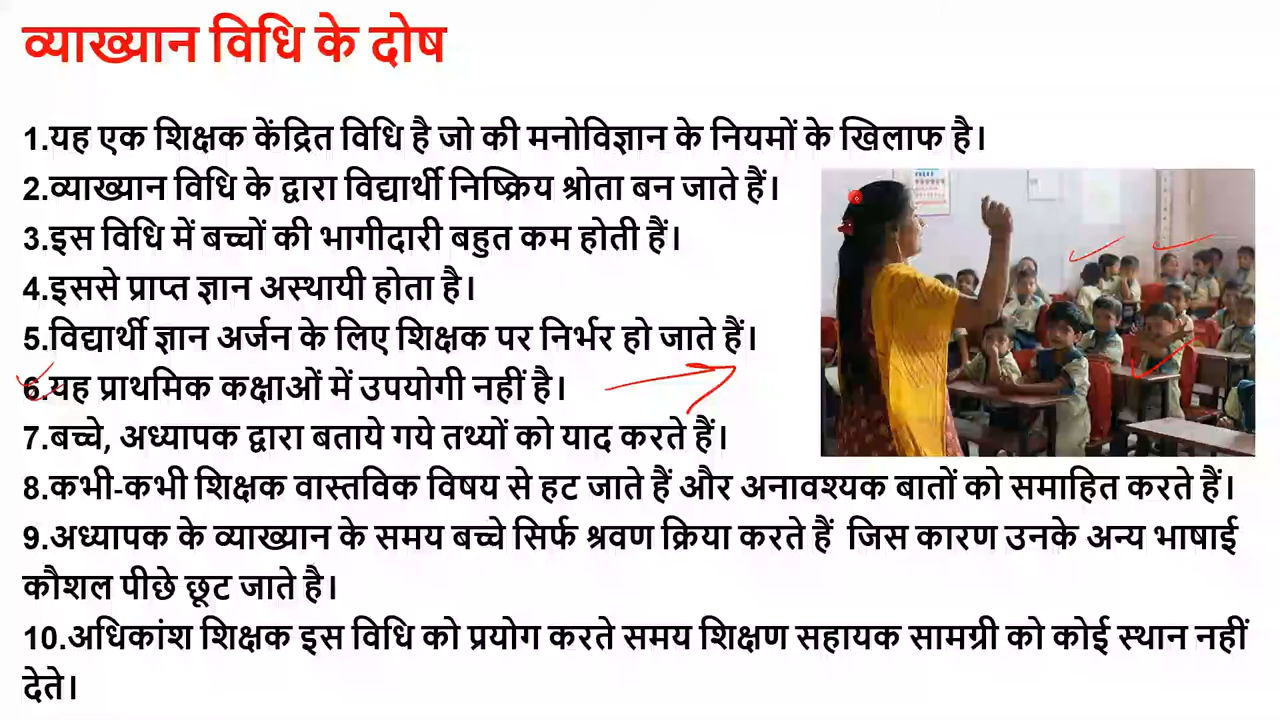 व्याख्यान विधि के दोष
1.यह एक शिक्षक केंद्रित विधि है जो की मनोविज्ञान के नियमों के खिलाफ है।
2.व्याख्यान विधि के द्वारा विद्यार्थी निष्क्रिय श्रोता बन जाते हैं।
3.इस विधि में बच्चों की भागीदारी बहुत कम होती हैं।
4.इससे प्राप्त ज्ञान अस्थायी होता है।
5.विद्यार्थी ज्ञान अर्जन के लिए शिक्षक पर निर्भर हो जाते हैं।
6.यह प्राथमिक कक्षाओं में उपयोगी नहीं है।
7.बच्चे, अध्यापक द्वारा बताये गये तथ्यों को याद करते हैं।
8.कभी-कभी शिक्षक वास्तविक विषय से हट जाते हैं और अनावश्यक बातों को समाहित करते हैं।
9.अध्यापक के व्याख्यान के समय बच्चे सिर्फ श्रवण क्रिया करते हैं जिस कारण उनके अन्य भाषाई
कौशल पीछे छूट जाते है।
10.अधिकांश शिक्षक इस विधि को प्रयोग करते समय शिक्षण सहायक सामग्री को कोई स्थान नहीं
देते।